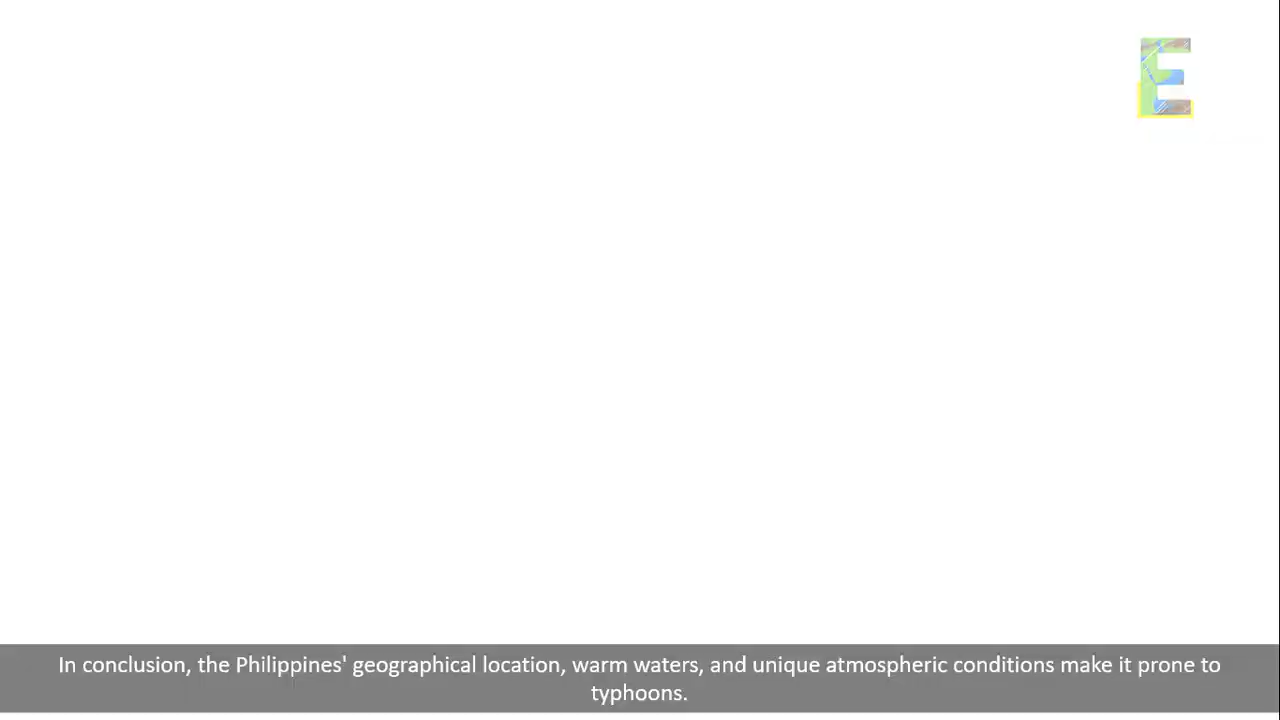 E
In conclusion, the Philippines' geographical location, warm waters, and unique atmospheric conditions make it prone to
typhoons.